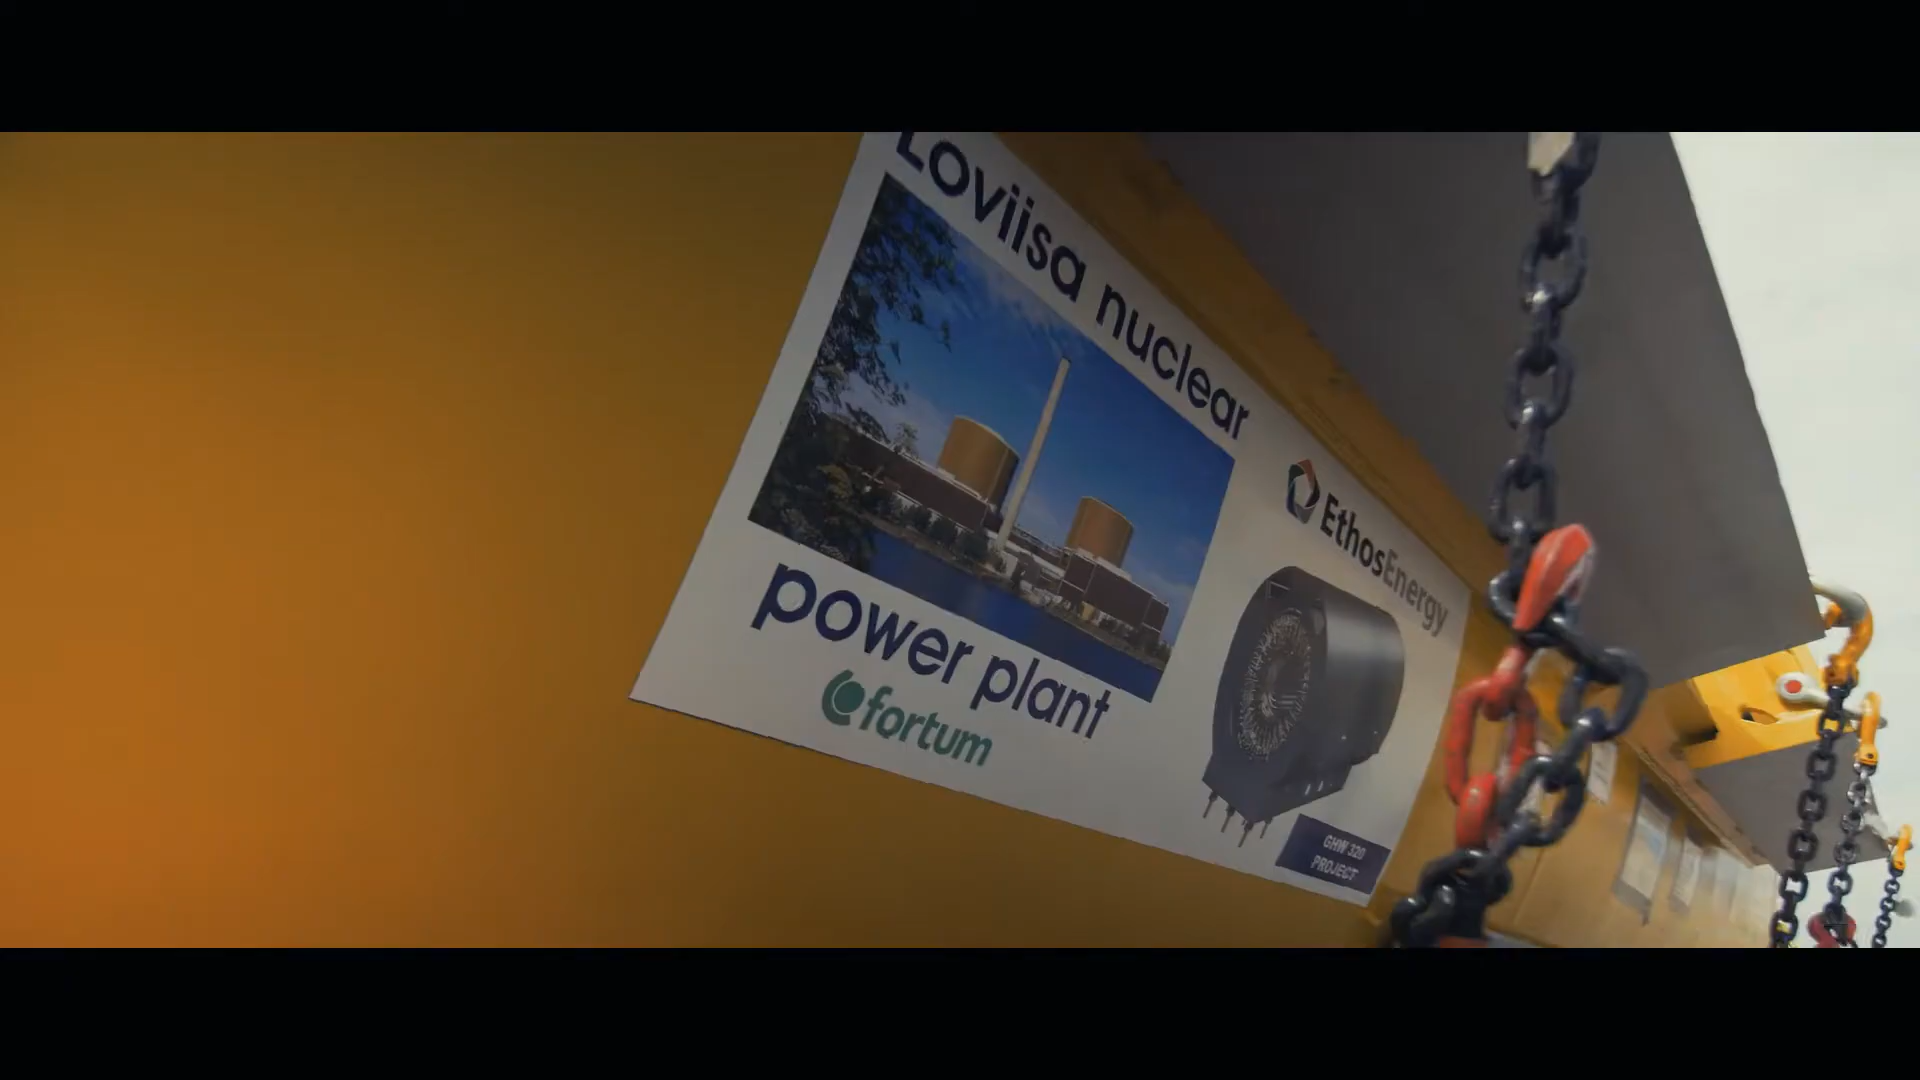 Loviisa nuclear
power plant
fortum
EthosEnergy
GHW 320
PROJECT